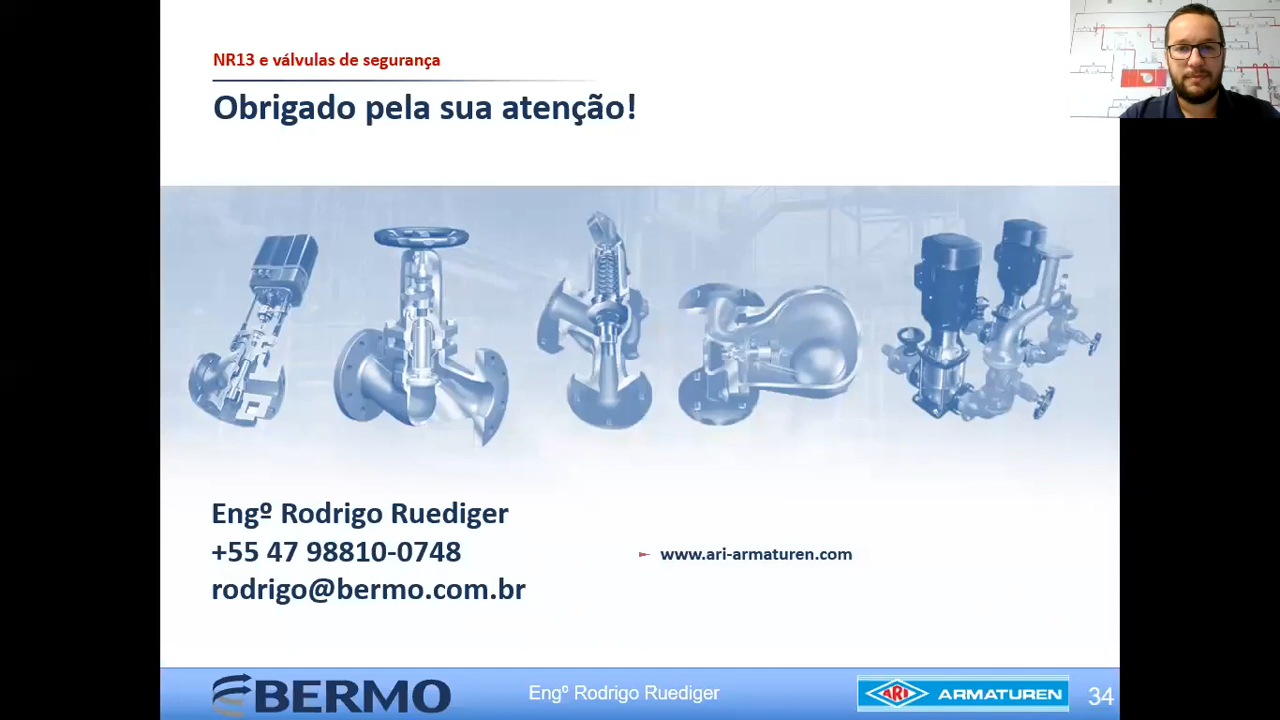 NR13 e válvulas de segurança
Obrigado pela sua atenção!
Engº Rodrigo Ruediger
+55 47 98810-0748
rodrigo@bermo.com.br
www.ari-armaturen.com
BERMO
Engº Rodrigo Ruediger
ARI ARMATUREN
34